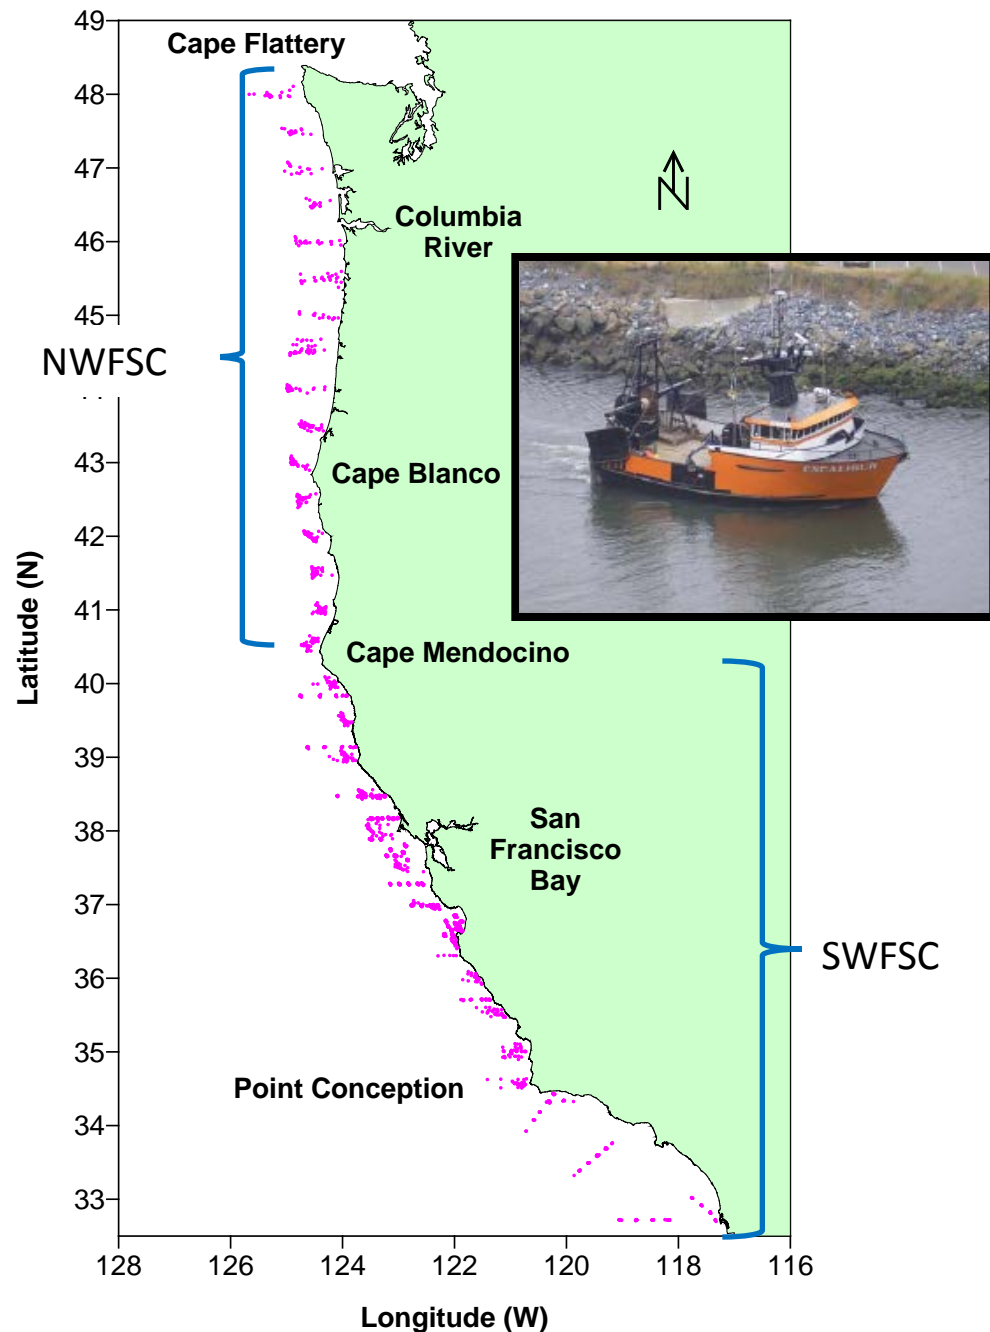 49
Cape Flattery
48
47
N
Columbia
River
46
45
NWFSC
43
Cape Blanco
EXCALIBUR
42
41
Cape Mendocino
40
39
38
San
Francisco
Bay
37
SWFSC
36
35
Point Conception
34
33
128
126
124
122
120
118
116
Latitude (N)
Longitude (W)